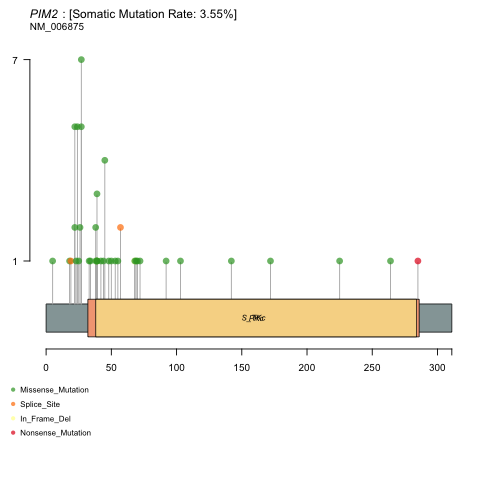 PIM2 : [Somatic Mutation Rate: 3.55%]
NM_006875
7
1
0 50 100 150 200 250 300
Missense_Mutation
Splice_Site
In_Frame_Del
Nonsense_Mutation